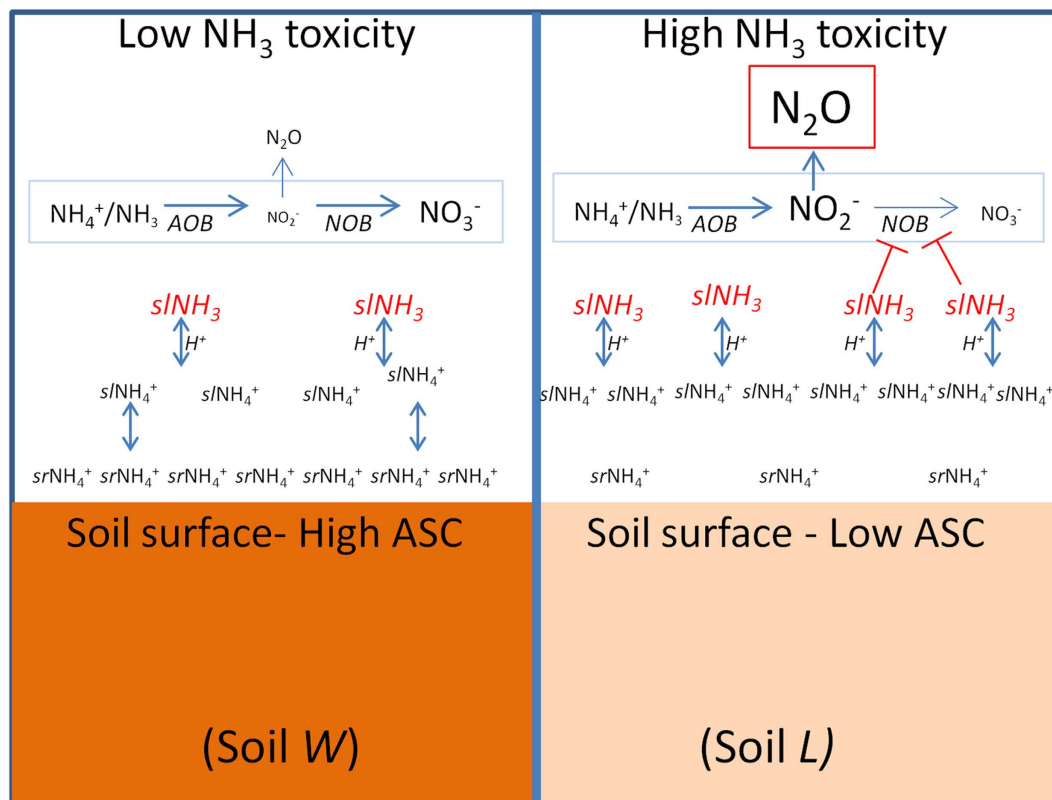 Low NH₃ toxicity
N₂O
NH₄⁺/NH₃ AOB NO₂⁻ NOB NO₃⁻
slNH₃ slNH₃
H⁺ H⁺
slNH₄⁺ slNH₄⁺ slNH₄⁺ slNH₄⁺
srNH₄⁺ srNH₄⁺ srNH₄⁺ srNH₄⁺ srNH₄⁺ srNH₄⁺ srNH₄⁺
Soil surface- High ASC
(Soil W)
High NH₃ toxicity
N₂O
NH₄⁺/NH₃ AOB NO₂⁻ NOB NO₃⁻
slNH₃ slNH₃ slNH₃ slNH₃
H⁺ H⁺ H⁺ H⁺
slNH₄⁺ slNH₄⁺ slNH₄⁺ slNH₄⁺ slNH₄⁺ slNH₄⁺ slNH₄⁺ slNH₄⁺
srNH₄⁺ srNH₄⁺ srNH₄⁺
Soil surface - Low ASC
(Soil L)